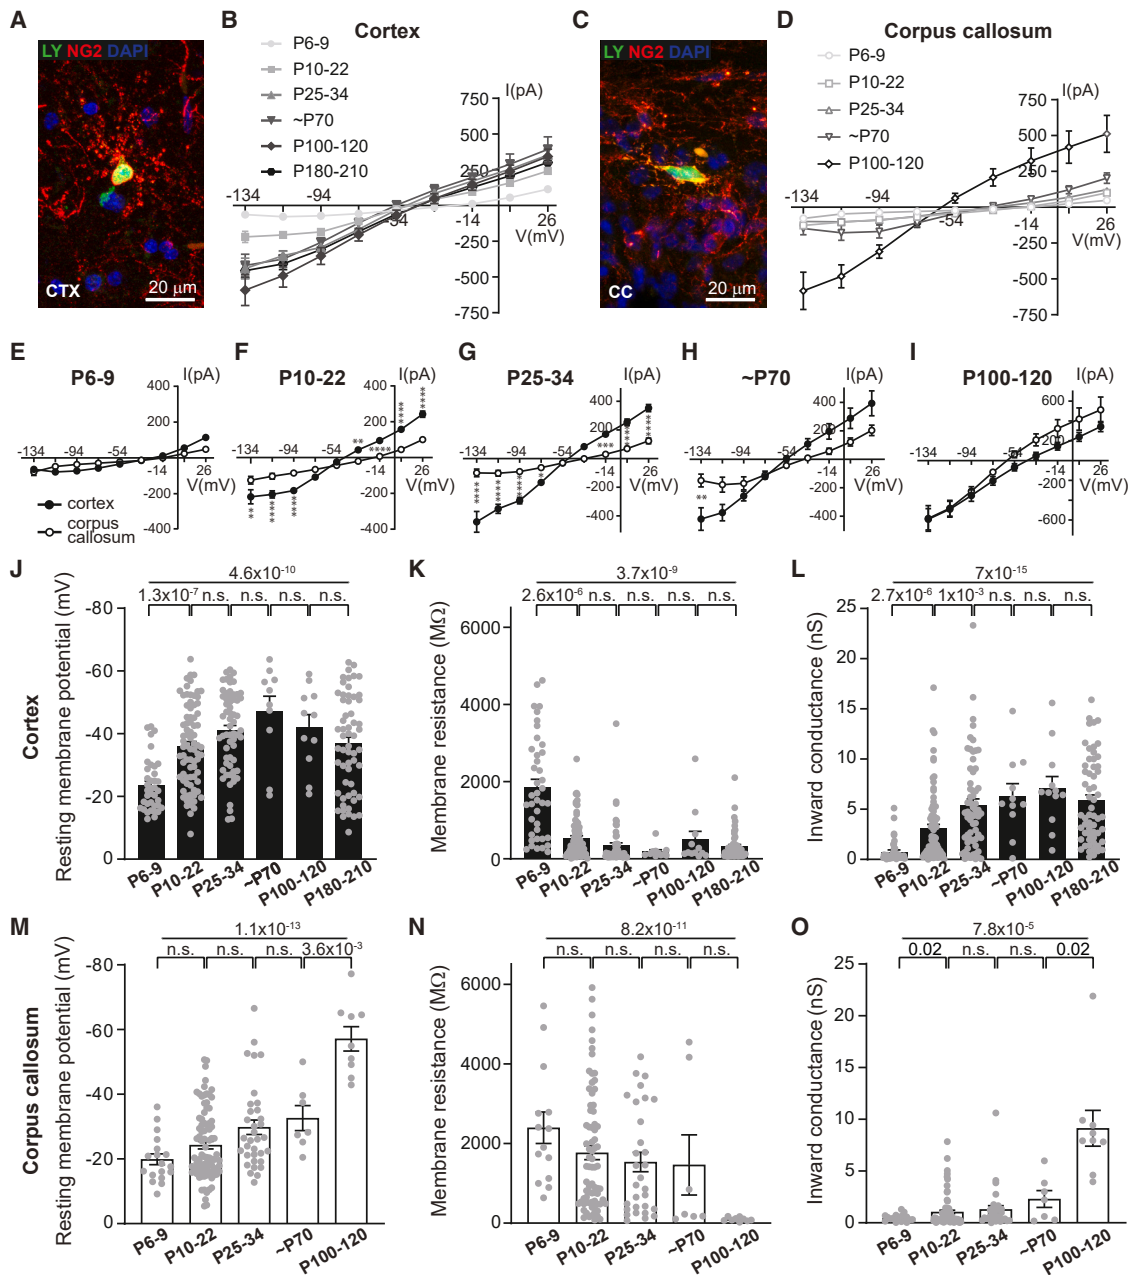 A
LY NG2 DAPI
CTX
20 μm
B
Cortex
P6-9
P10-22
P25-34
~P70
P100-120
P180-210
I(pA)
750
500
250
-134
-94
-54
-14
26
V(mV)
-250
-500
-750
C
LY NG2 DAPI
CC
20 μm
D
Corpus callosum
P6-9
P10-22
P25-34
~P70
P100-120
I(pA)
750
500
250
-134
-94
-54
-14
26
V(mV)
-250
-500
-750
E
P6-9
I(pA)
400
200
-134
-94
-54
-14
26
V(mV)
-200
-400
cortex
corpus
callosum
F
P10-22
I(pA)
400
200
-134
-94
-54
-14
26
V(mV)
-200
-400
**
****
****
**
****
****
****
G
P25-34
I(pA)
400
200
-134
-94
-54
-14
26
V(mV)
-200
-400
****
****
****
*
***
****
****
H
~P70
I(pA)
400
200
-134
-94
-54
-14
26
V(mV)
-200
-400
**
I
P100-120
I(pA)
600
200
-134
-94
-54
-14
26
V(mV)
-200
-600
J
4.6x10-10
1.3x10-7 n.s. n.s. n.s. n.s.
Cortex
Resting membrane potential (mV)
-80
-60
-40
-20
0
P6-9
P10-22
P25-34
~P70
P100-120
P180-210
K
3.7x10-9
2.6x10-6 n.s. n.s. n.s. n.s.
Membrane resistance (MΩ)
6000
4000
2000
0
P6-9
P10-22
P25-34
~P70
P100-120
P180-210
L
7x10-15
2.7x10-6 1x10-3 n.s. n.s. n.s.
Inward conductance (nS)
25
20
15
10
5
0
P6-9
P10-22
P25-34
~P70
P100-120
P180-210
M
1.1x10-13
n.s. n.s. n.s. 3.6x10-3
Corpus callosum
Resting membrane potential (mV)
-80
-60
-40
-20
0
P6-9
P10-22
P25-34
~P70
P100-120
N
8.2x10-11
n.s. n.s. n.s. n.s.
Membrane resistance (MΩ)
6000
4000
2000
0
P6-9
P10-22
P25-34
~P70
P100-120
O
7.8x10-5
0.02 n.s. n.s. 0.02
Inward conductance (nS)
25
20
15
10
5
0
P6-9
P10-22
P25-34
~P70
P100-120